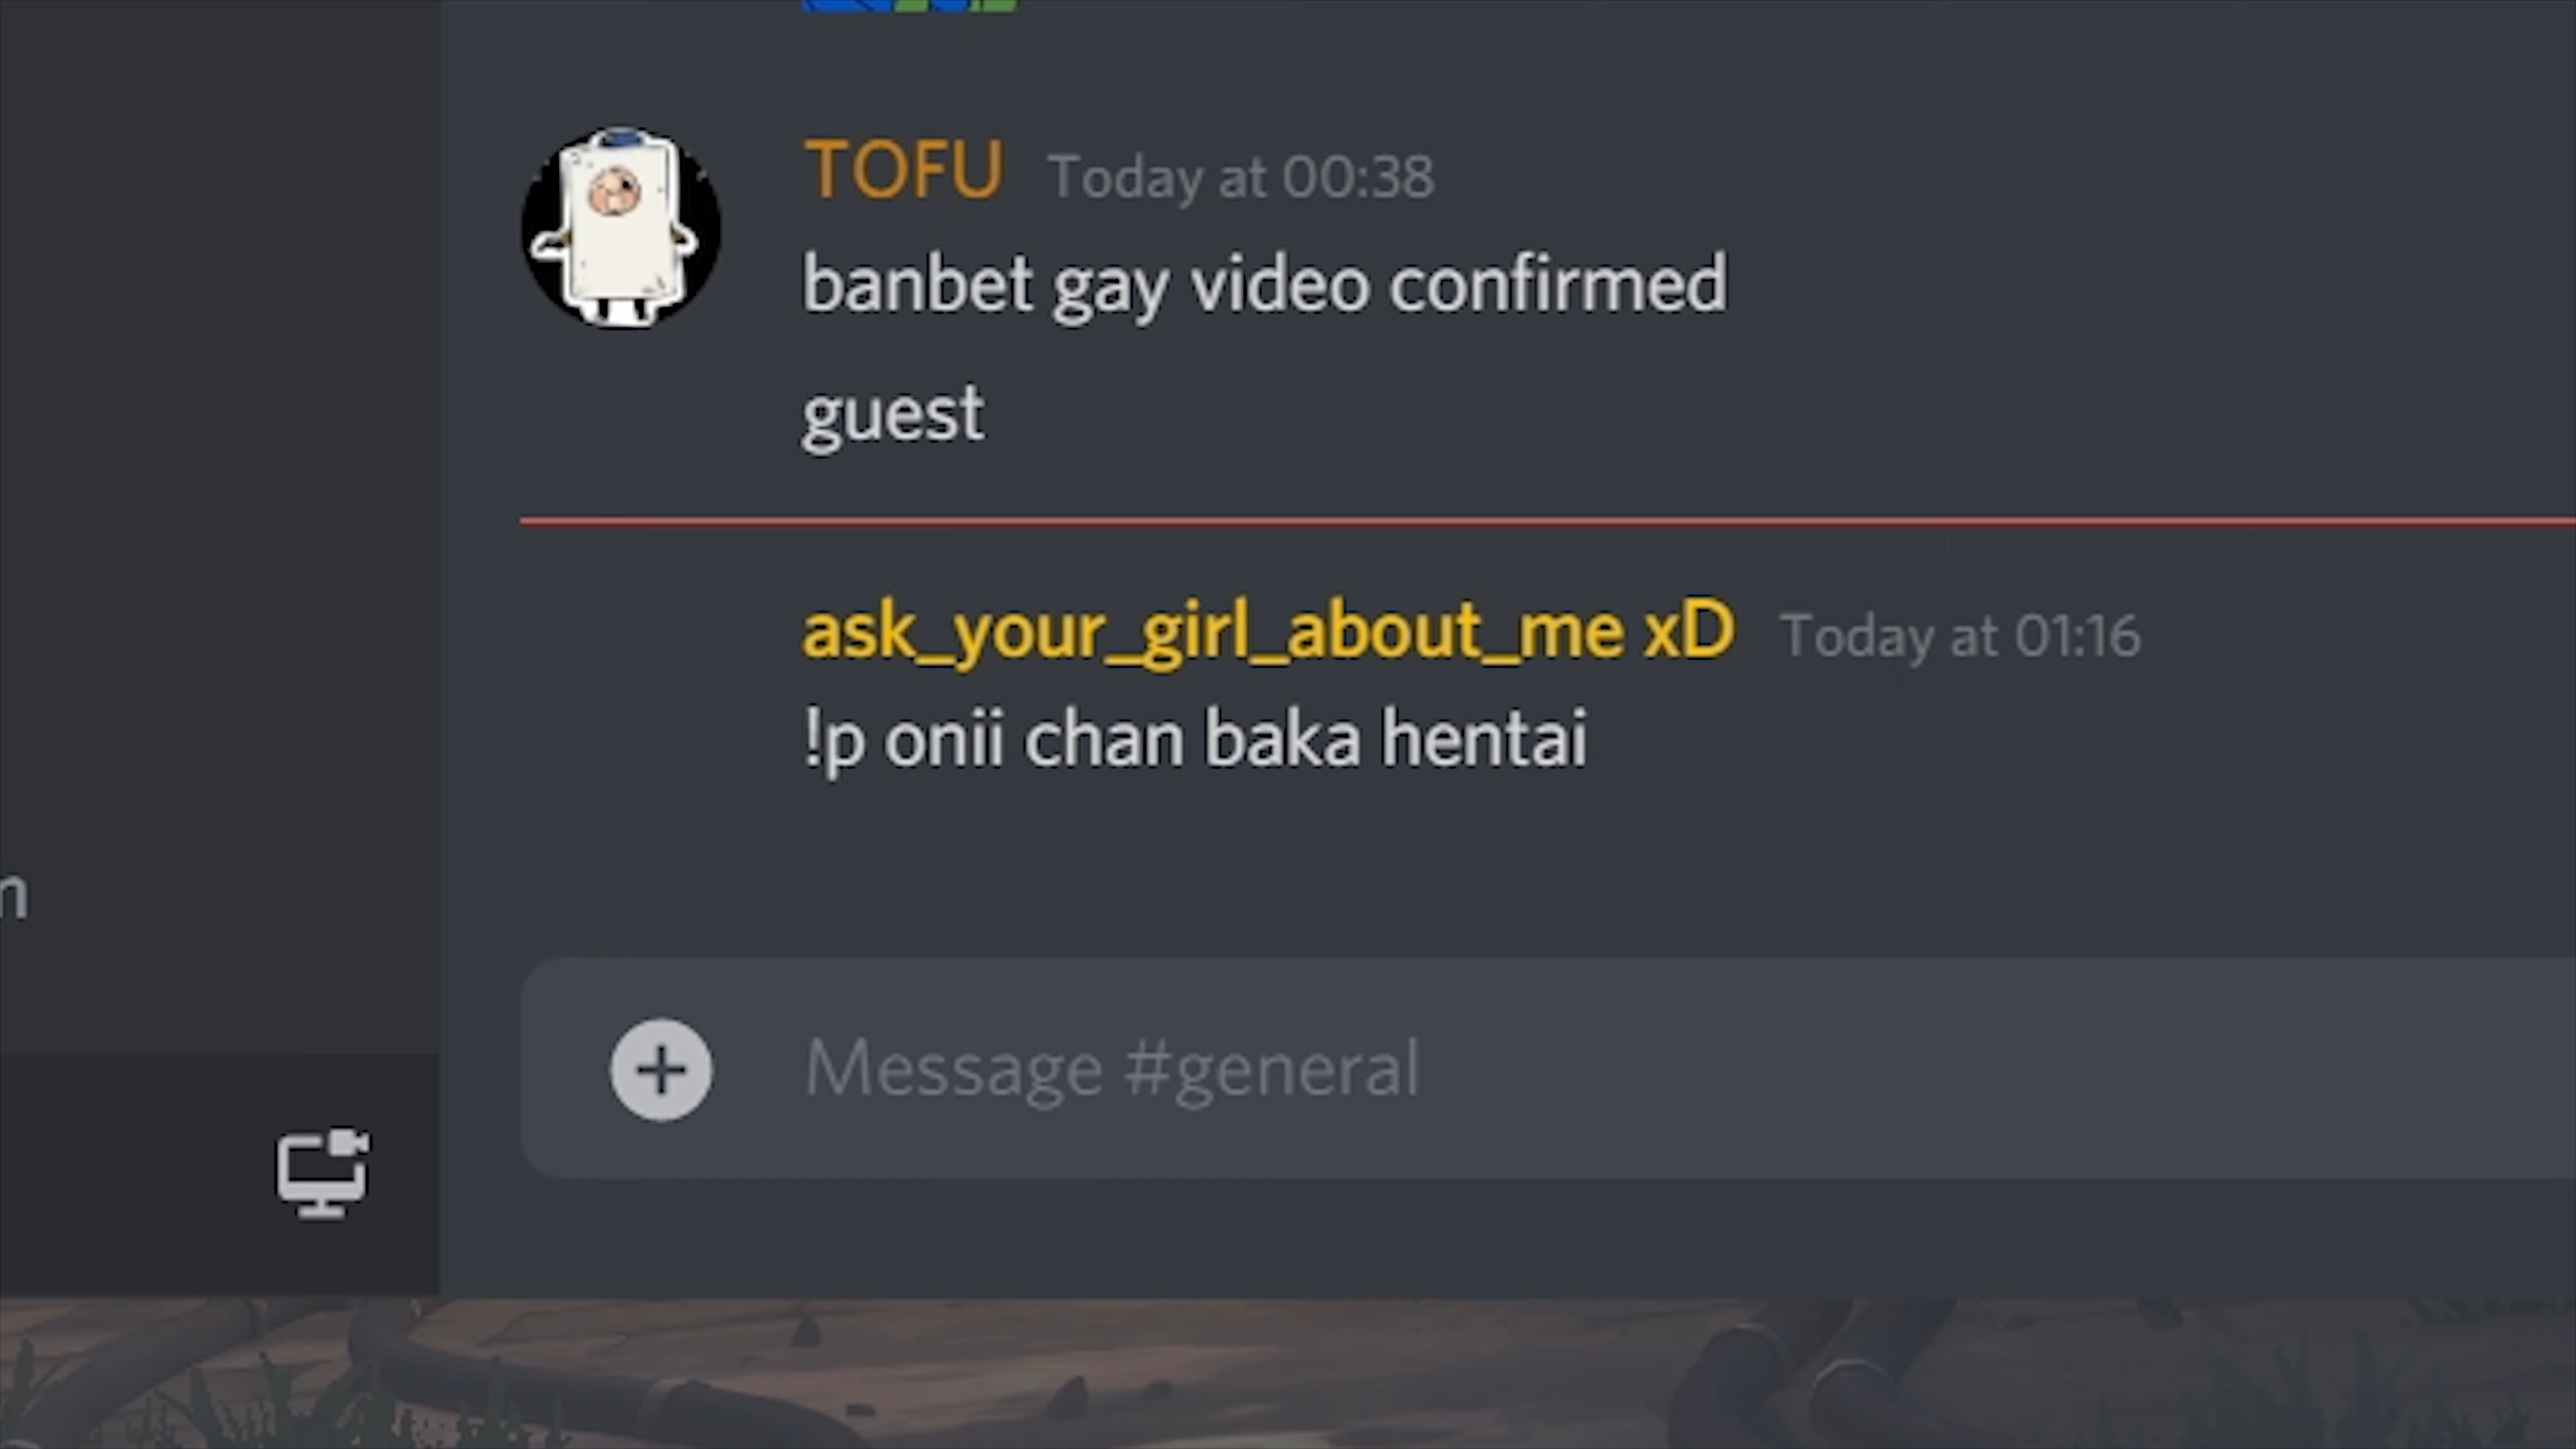 TOFU Today at 00:38
banbet gay video confirmed
guest
ask_your_girl_about_me xD Today at 01:16
!p onii chan baka hentai
n
Message #general